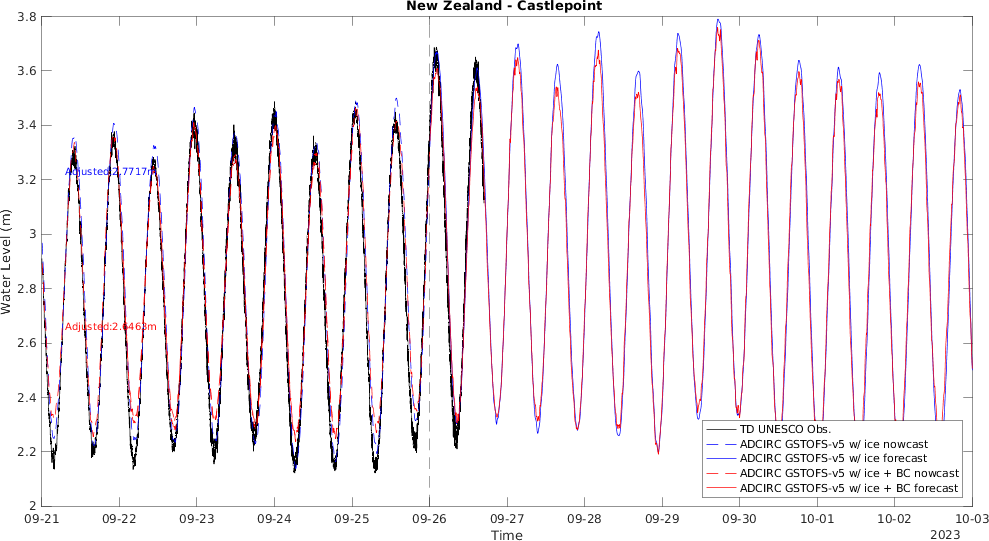 New Zealand - Castlepoint
Water Level (m)
3.8
3.6
3.4
3.2
3
2.8
2.6
2.4
2.2
2
Adjusted:2.7717m
Adjusted:2.6463m
TD UNESCO Obs.
ADCIRC GSTOFS-v5 w/ ice nowcast
ADCIRC GSTOFS-v5 w/ ice forecast
ADCIRC GSTOFS-v5 w/ ice + BC nowcast
ADCIRC GSTOFS-v5 w/ ice + BC forecast
09-21 09-22 09-23 09-24 09-25 09-26 09-27 09-28 09-29 09-30 10-01 10-02 10-03
Time
2023